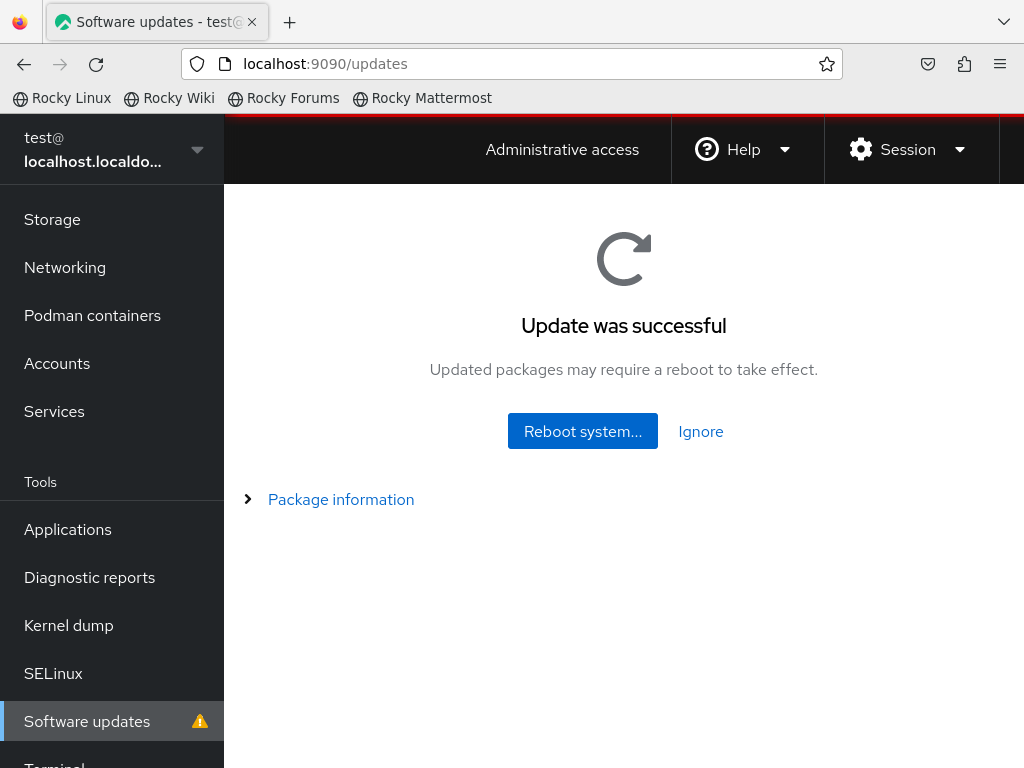 Software updates - test@
localhost:9090/updates
Rocky Linux
Rocky Wiki
Rocky Forums
Rocky Mattermost
test@
localhost.localdo...
Administrative access
Help
Session
Storage
Networking
Podman containers
Accounts
Services
Tools
Applications
Diagnostic reports
Kernel dump
SELinux
Software updates
Terminal
Update was successful
Updated packages may require a reboot to take effect.
Reboot system...
Ignore
Package information